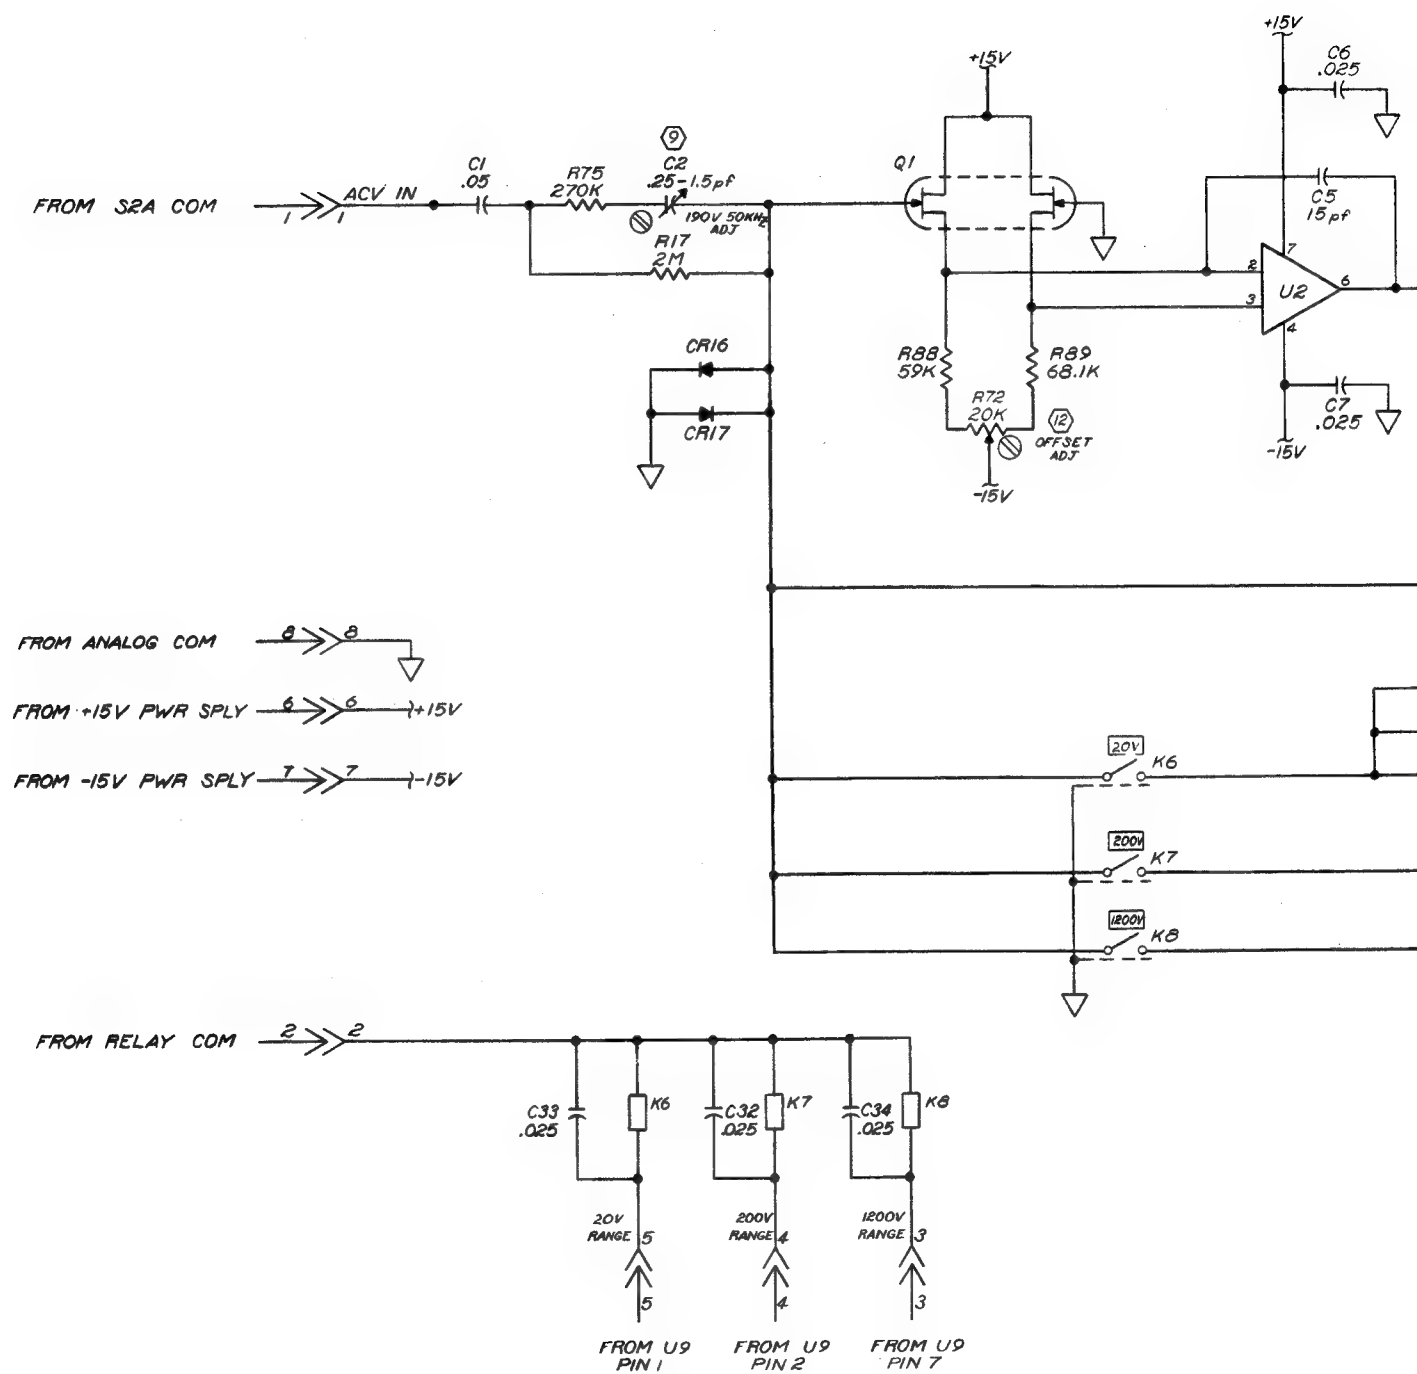 +15V
C6
.025
+15V
9
C1
.05
R75
270K
C2
.25-1.5pf
Q1
C5
15pf
FROM S2A COM
1
1
ACV IN
190V 50KHZ
ADJ
R17
2M
7
2
U2
6
3
4
CR16
R88
59K
R89
68.1K
R72
20K
12
OFFSET
ADJ
C7
.025
CR17
-15V
-15V
FROM ANALOG COM
8
8
FROM +15V PWR SPLY
6
6
+15V
FROM -15V PWR SPLY
7
7
-15V
20V
K6
200V
K7
1200V
K8
FROM RELAY COM
2
2
C33
.025
K6
C32
.025
K7
C34
.025
K8
20V
RANGE
5
200V
RANGE
4
1200V
RANGE
3
5
4
3
FROM U9
PIN 1
FROM U9
PIN 2
FROM U9
PIN 7